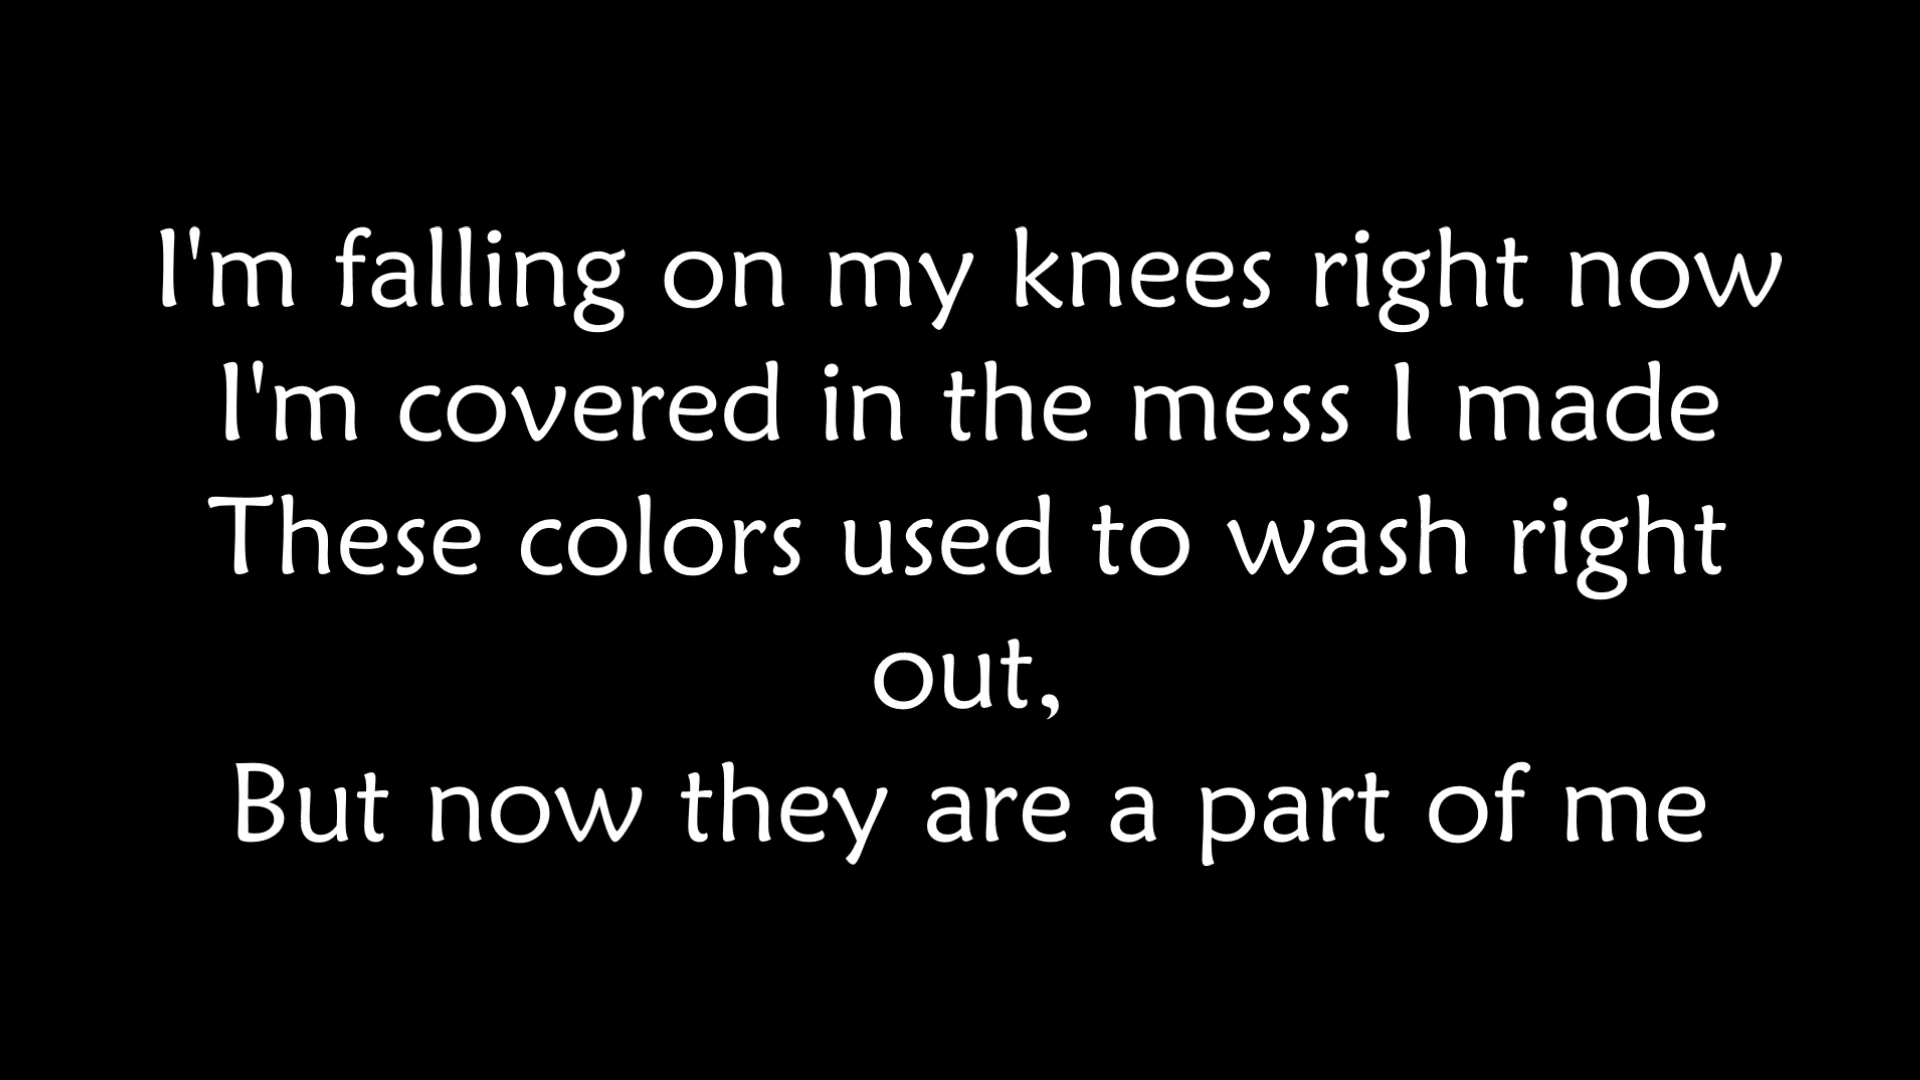 I'm falling on my knees right now
I'm covered in the mess I made
These colors used to wash right
out,
But now they are a part of me